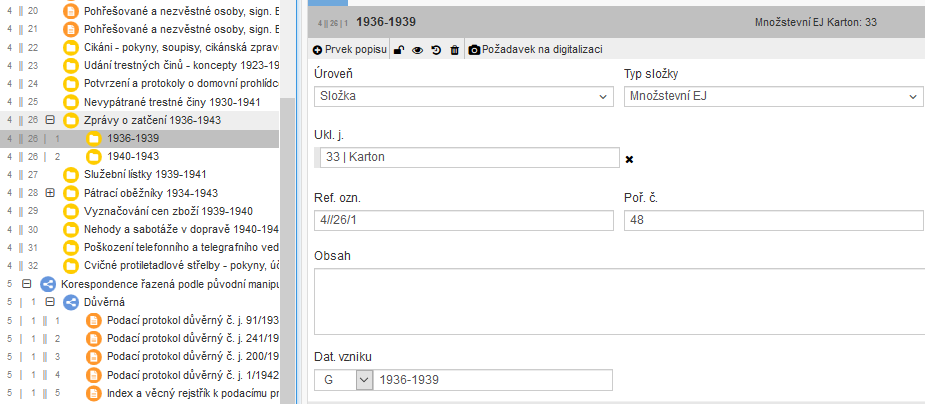 4 20 Pohřešované a nezvěstné osoby, sign. E
4 21 Pohřešované a nezvěstné osoby, sign. E
4 22 Cikáni - pokyny, soupisy, cikánská zprav
4 23 Udání trestných činů - koncepty 1923-19
4 24 Potvrzení a protokoly o domovní prohlídc
4 25 Nevypátrané trestné činy 1930-1941
4 26 Zprávy o zatčení 1936-1943
4 26 1 1936-1939
4 26 2 1940-1943
4 27 Služební lístky 1939-1941
4 28 Pátrací oběžníky 1934-1943
4 29 Vyznačování cen zboží 1939-1940
4 30 Nehody a sabotáže v dopravě 1940-194
4 31 Poškození telefonního a telegrafního ved
4 32 Cvičné protiletadlové střelby - pokyny, úč
5 Korespondence řazená podle původní manipu
5 1 Důvěrná
5 1 1 Podací protokol důvěrný č. j. 91/193
5 1 2 Podací protokol důvěrný č. j. 241/19
5 1 3 Podací protokol důvěrný č. j. 200/19
5 1 4 Podací protokol důvěrný č. j. 1/1942
5 1 5 Index a věcný rejstřík k podacímu pr
4 || 26 | 1 1936-1939 Množstevní EJ Karton: 33
Prvek popisu Požadavek na digitalizaci
Úroveň Typ složky
Složka Množstevní EJ
Ukl. j.
33 | Karton
Ref. ozn. Poř. č.
4//26/1 48
Obsah
Dat. vzniku
G 1936-1939